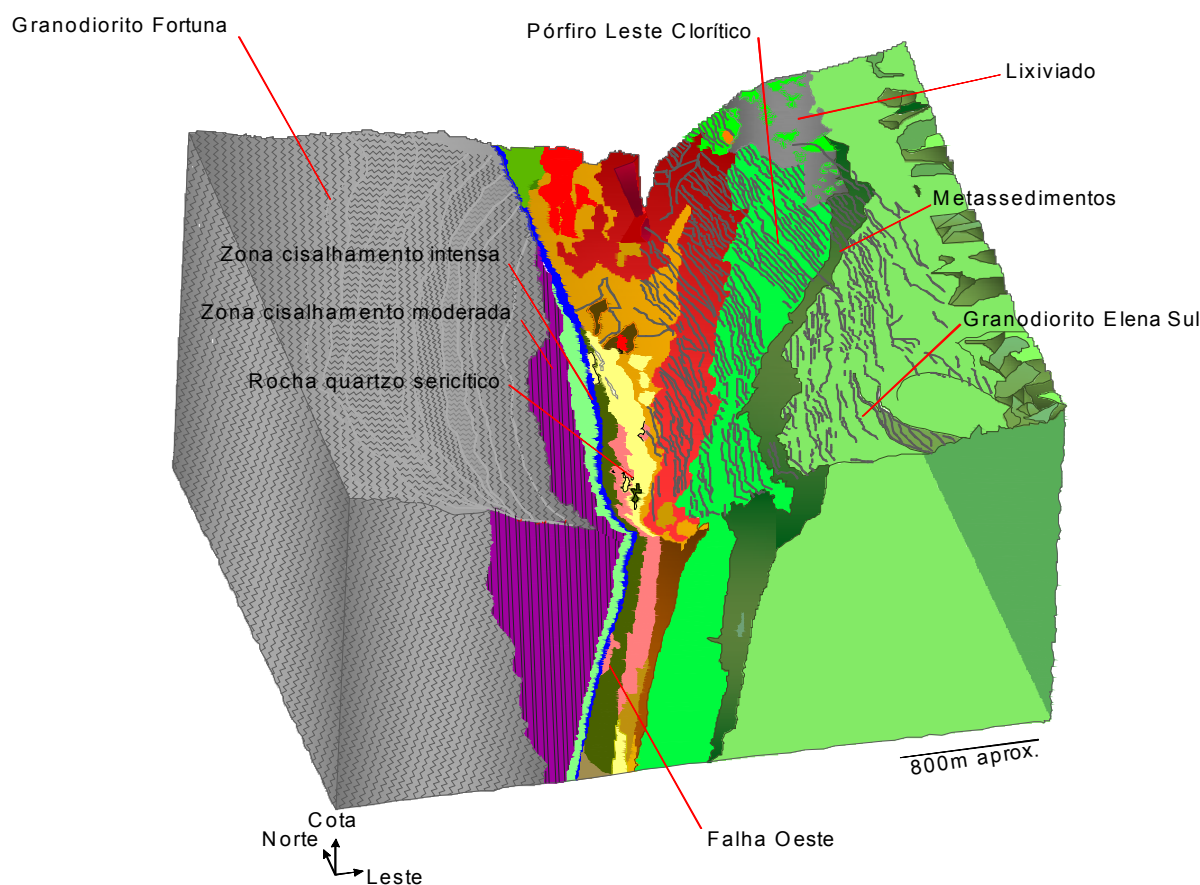 Granodiorito Fortuna
Pórfiro Leste Clorítico
Lixiviado
Metassedimentos
Zona cisalhamento intensa
Zona cisalhamento moderada
Granodiorito Elena Sul
Rocha quartzo sericítico
800m aprox.
Falha Oeste
Cota
Norte
Leste